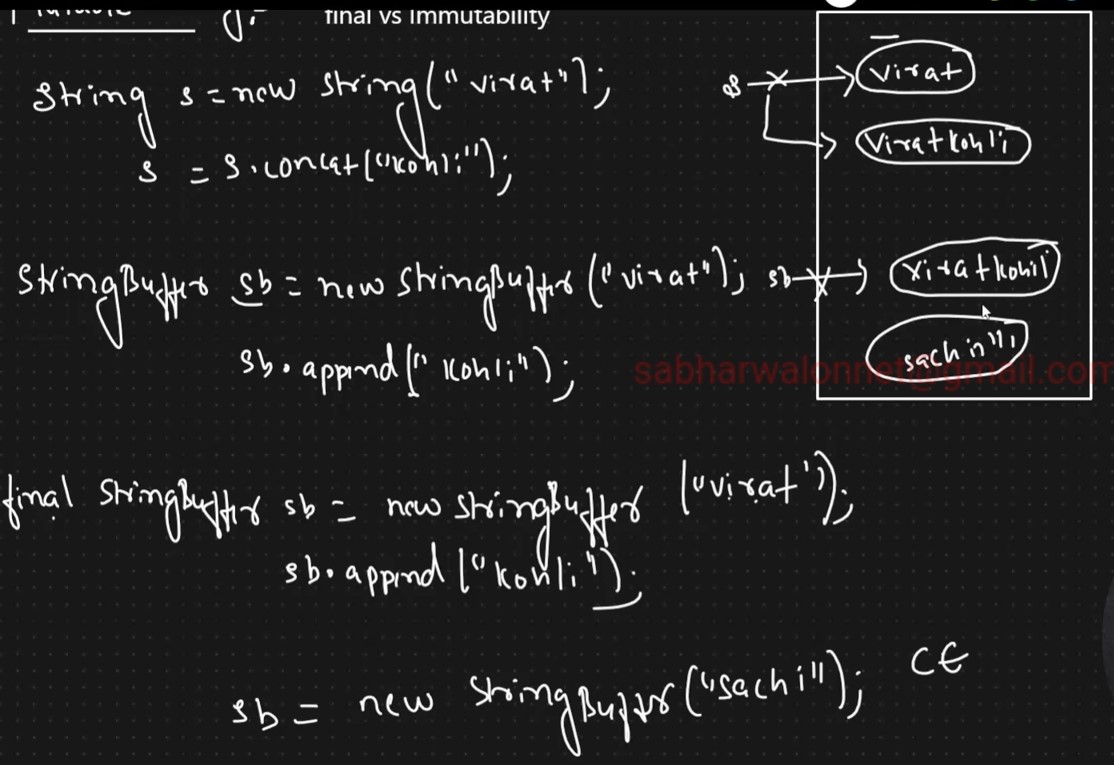 final vs Immutability
String s = new String("virat");
s = s.concat("kohli");
s → virat
viratkohli
StringBuffer sb = new StringBuffer("virat");
sb → viratkohli
sb.append("kohli");
sachin
sabharwalonnet@gmail.com
final StringBuffer sb = new StringBuffer ("virat");
sb.append("kohli");
sb = new StringBuffer("sachi"); CE